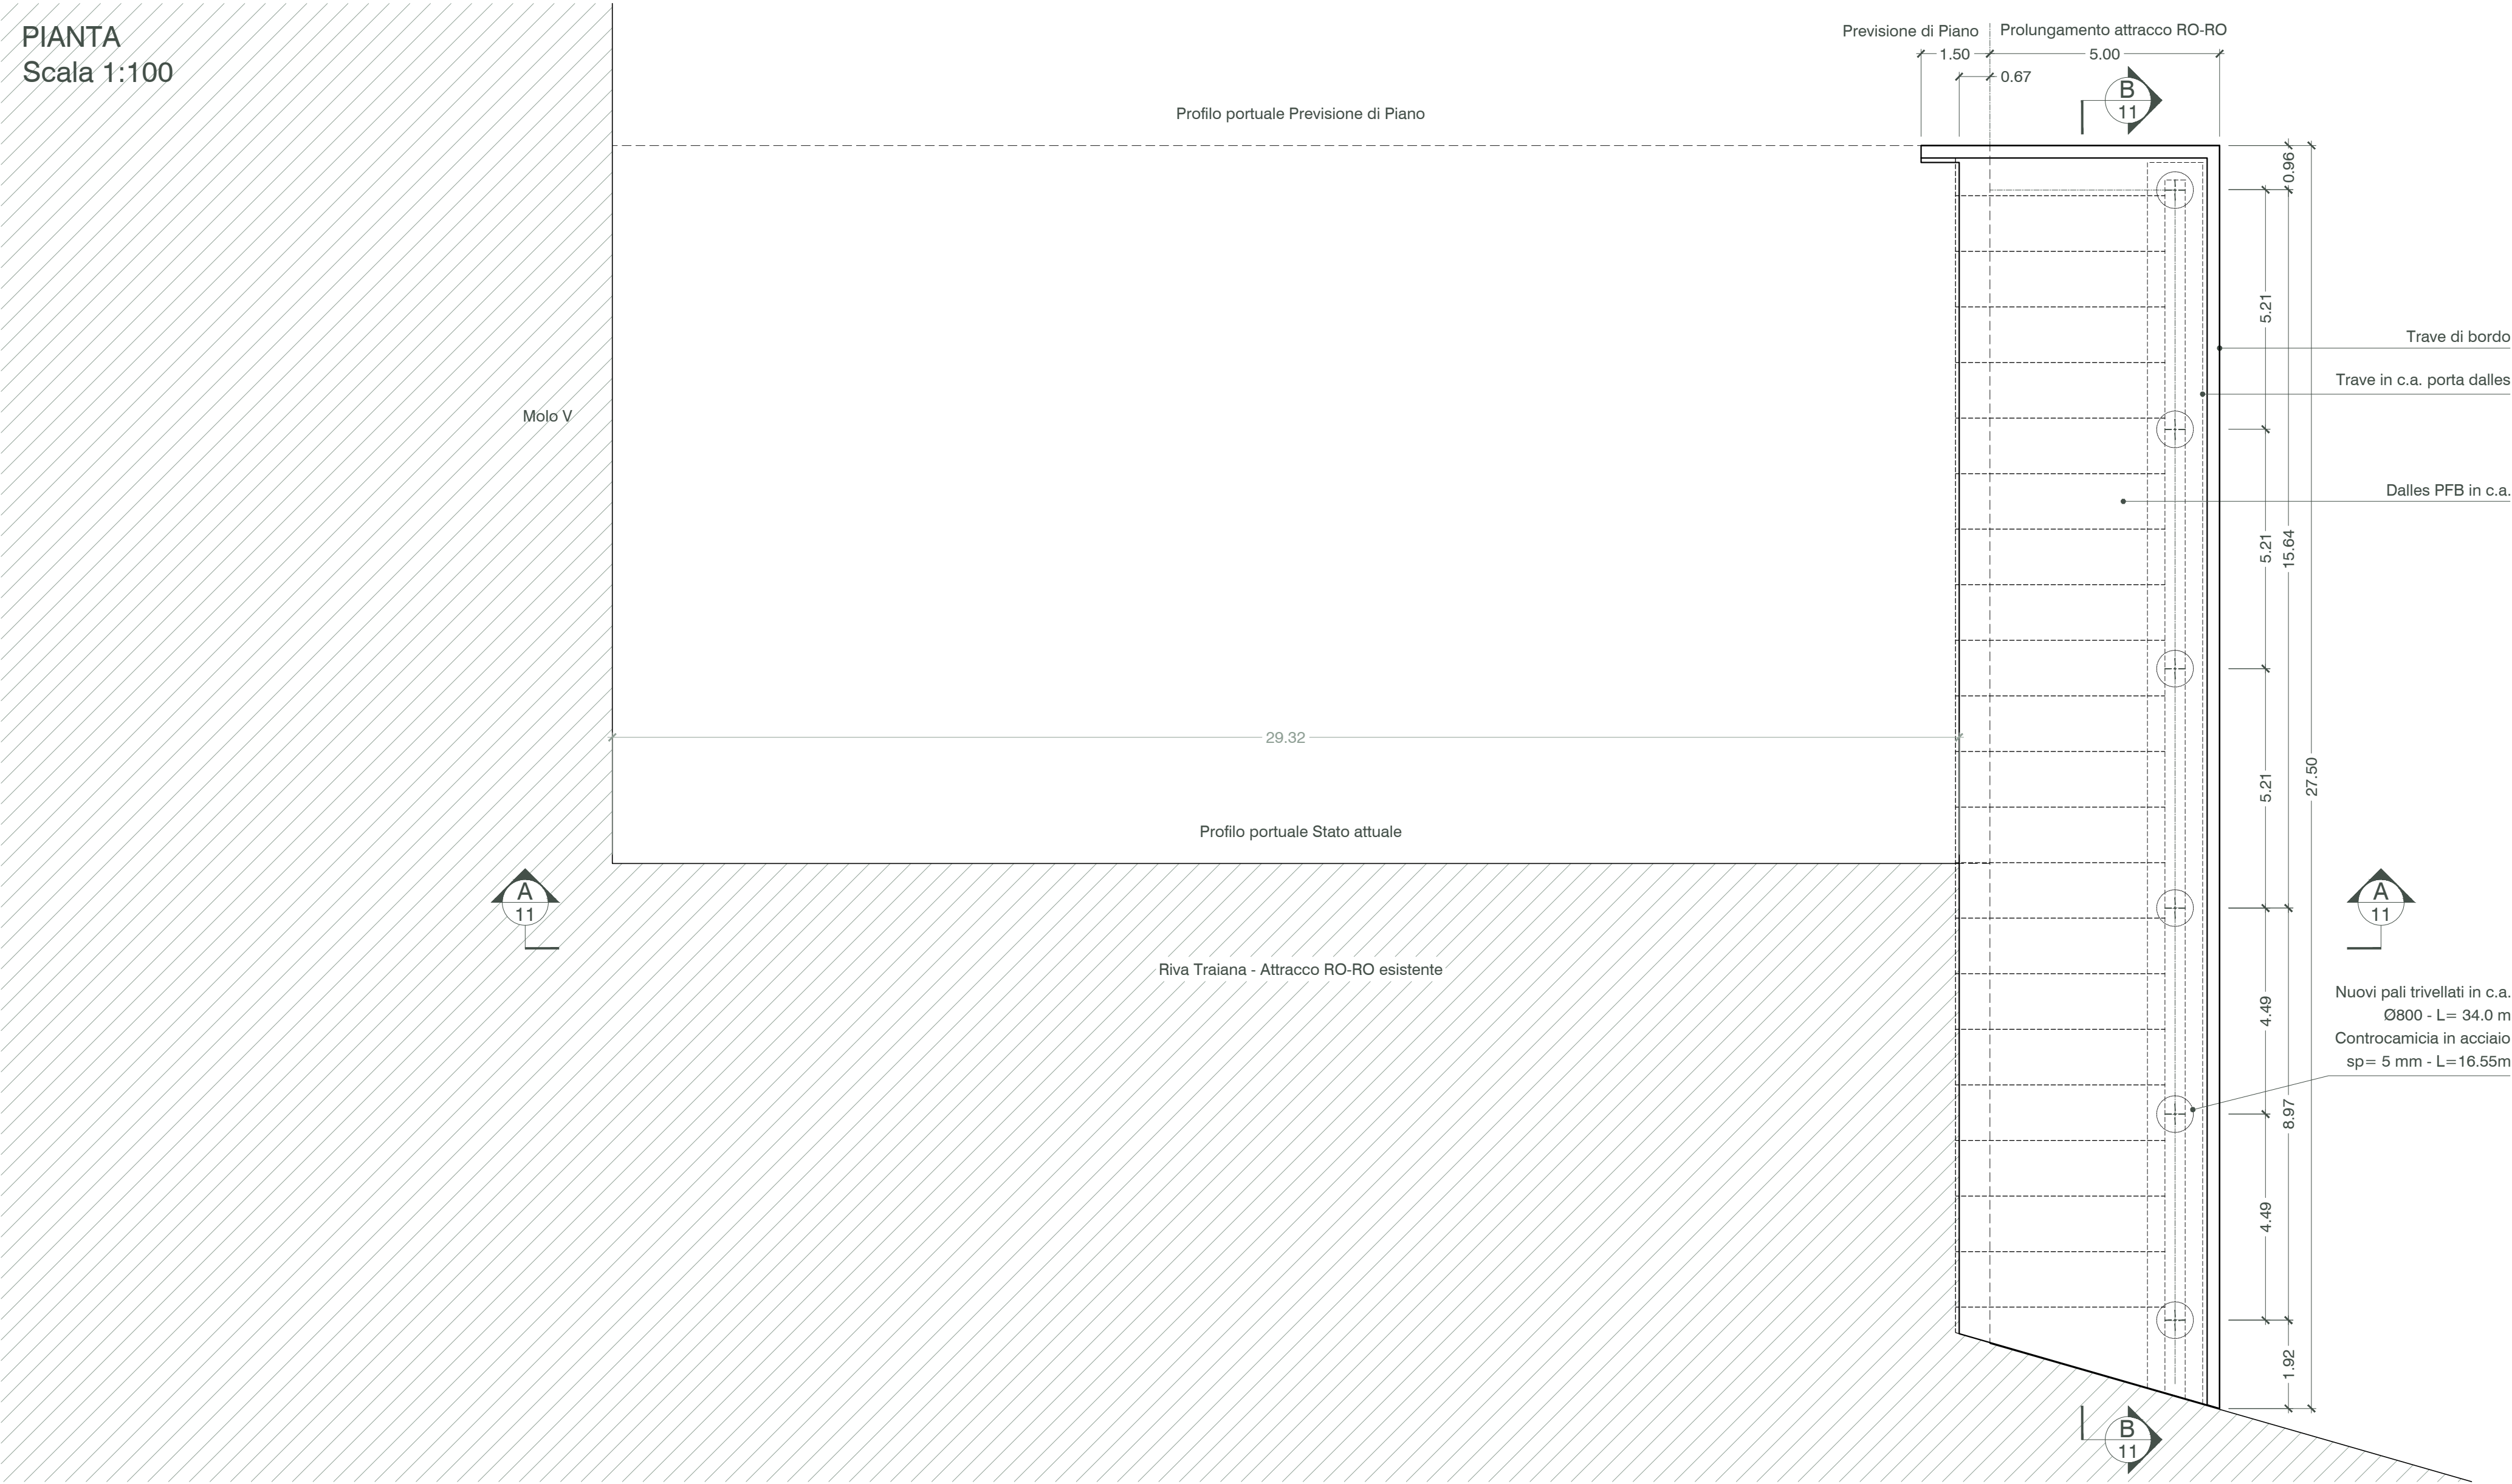 PIANTA
Scala 1:100
Previsione di Piano
Prolungamento attracco RO-RO
1.50
5.00
0.67
B
11
Profilo portuale Previsione di Piano
0.96
5.21
Trave di bordo
Trave in c.a. porta dalles
Molo V
Dalles PFB in c.a.
5.21
15.64
29.32
5.21
27.50
Profilo portuale Stato attuale
A
11
A
11
Riva Traiana - Attracco RO-RO esistente
4.49
Nuovi pali trivellati in c.a.
Ø800 - L= 34.0 m
Controcamicia in acciaio
sp= 5 mm - L=16.55m
8.97
4.49
1.92
B
11